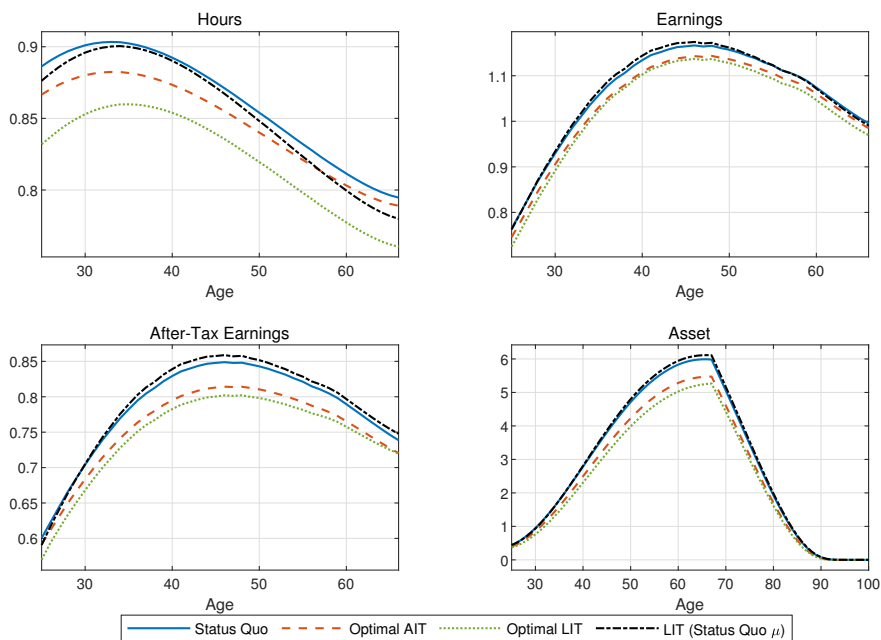 Hours
0.9
0.85
0.8
30 40 50 60
Age
Earnings
1.1
1
0.9
0.8
30 40 50 60
Age
After-Tax Earnings
0.85
0.8
0.75
0.7
0.65
0.6
30 40 50 60
Age
Asset
6
5
4
3
2
1
0
30 40 50 60 70 80 90 100
Age
Status Quo Optimal AIT Optimal LIT LIT (Status Quo μ)